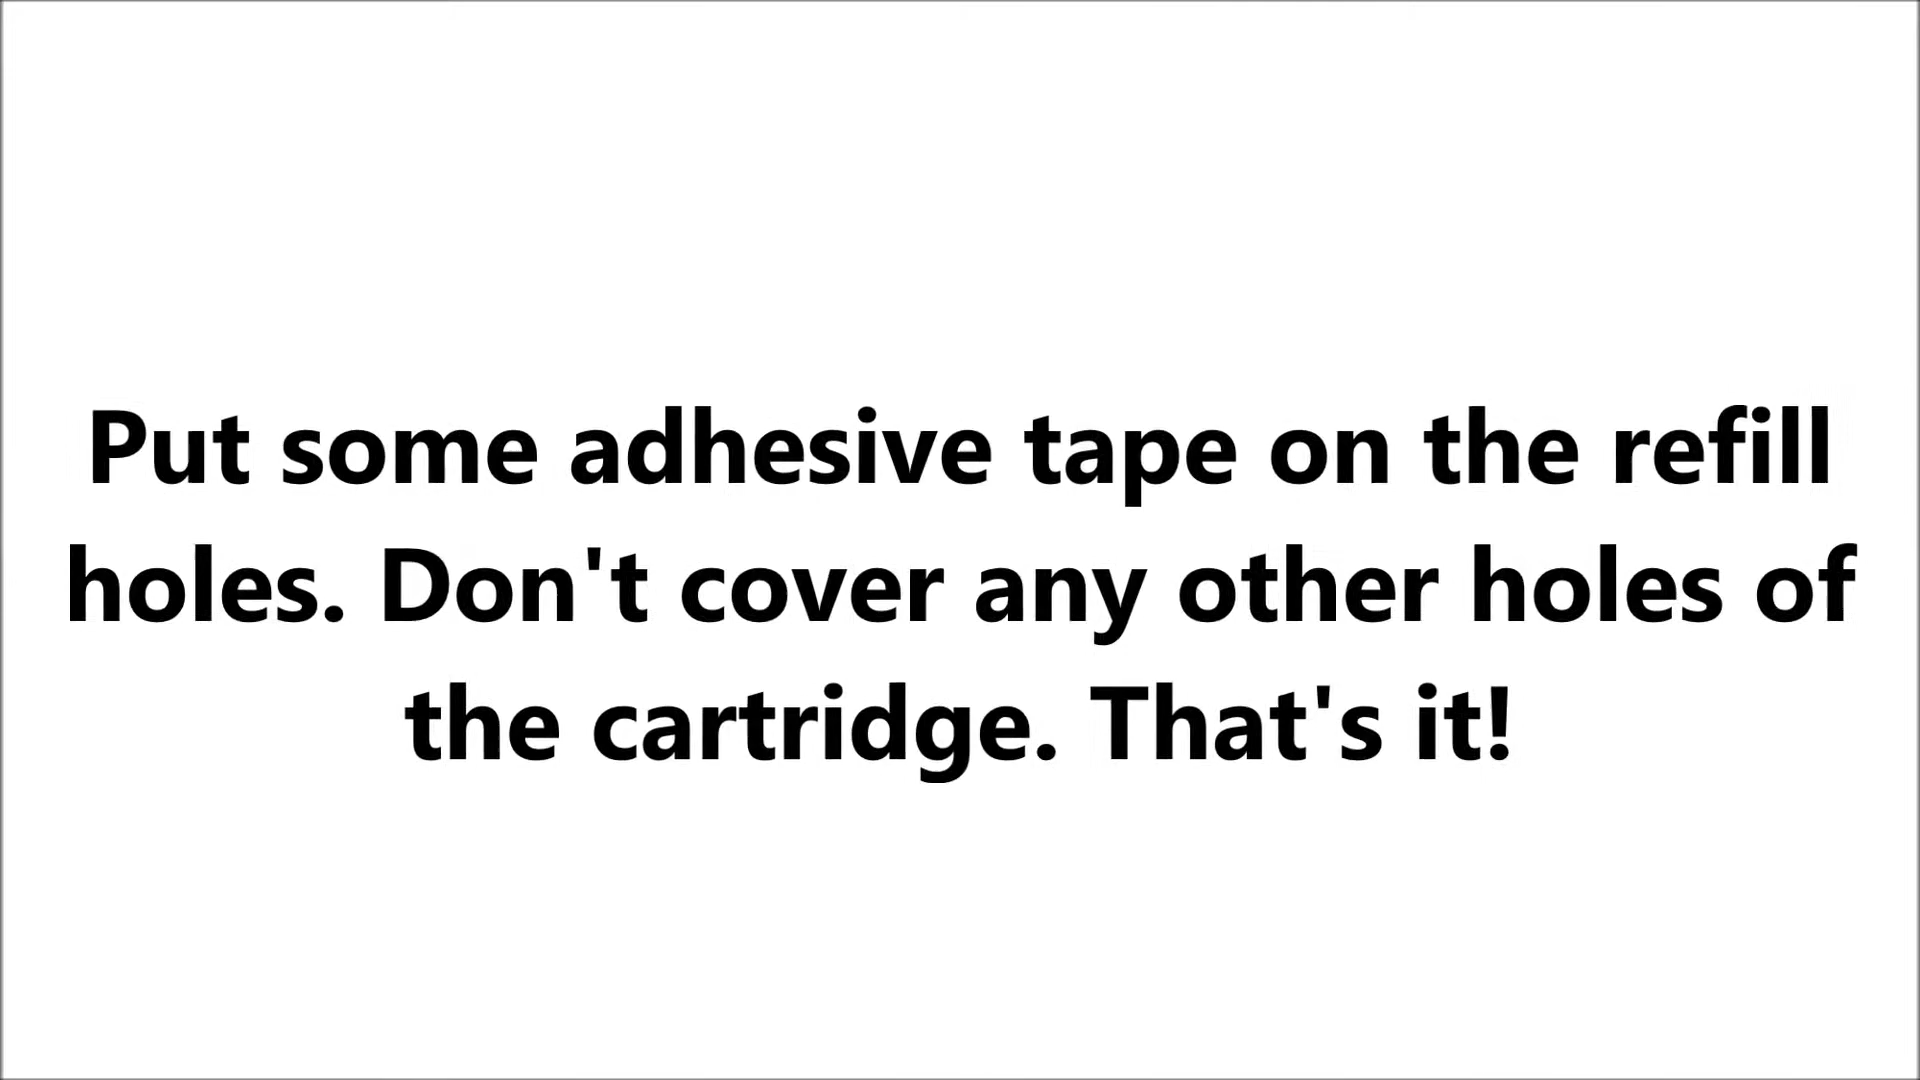 Put some adhesive tape on the refill
holes. Don't cover any other holes of
the cartridge. That's it!